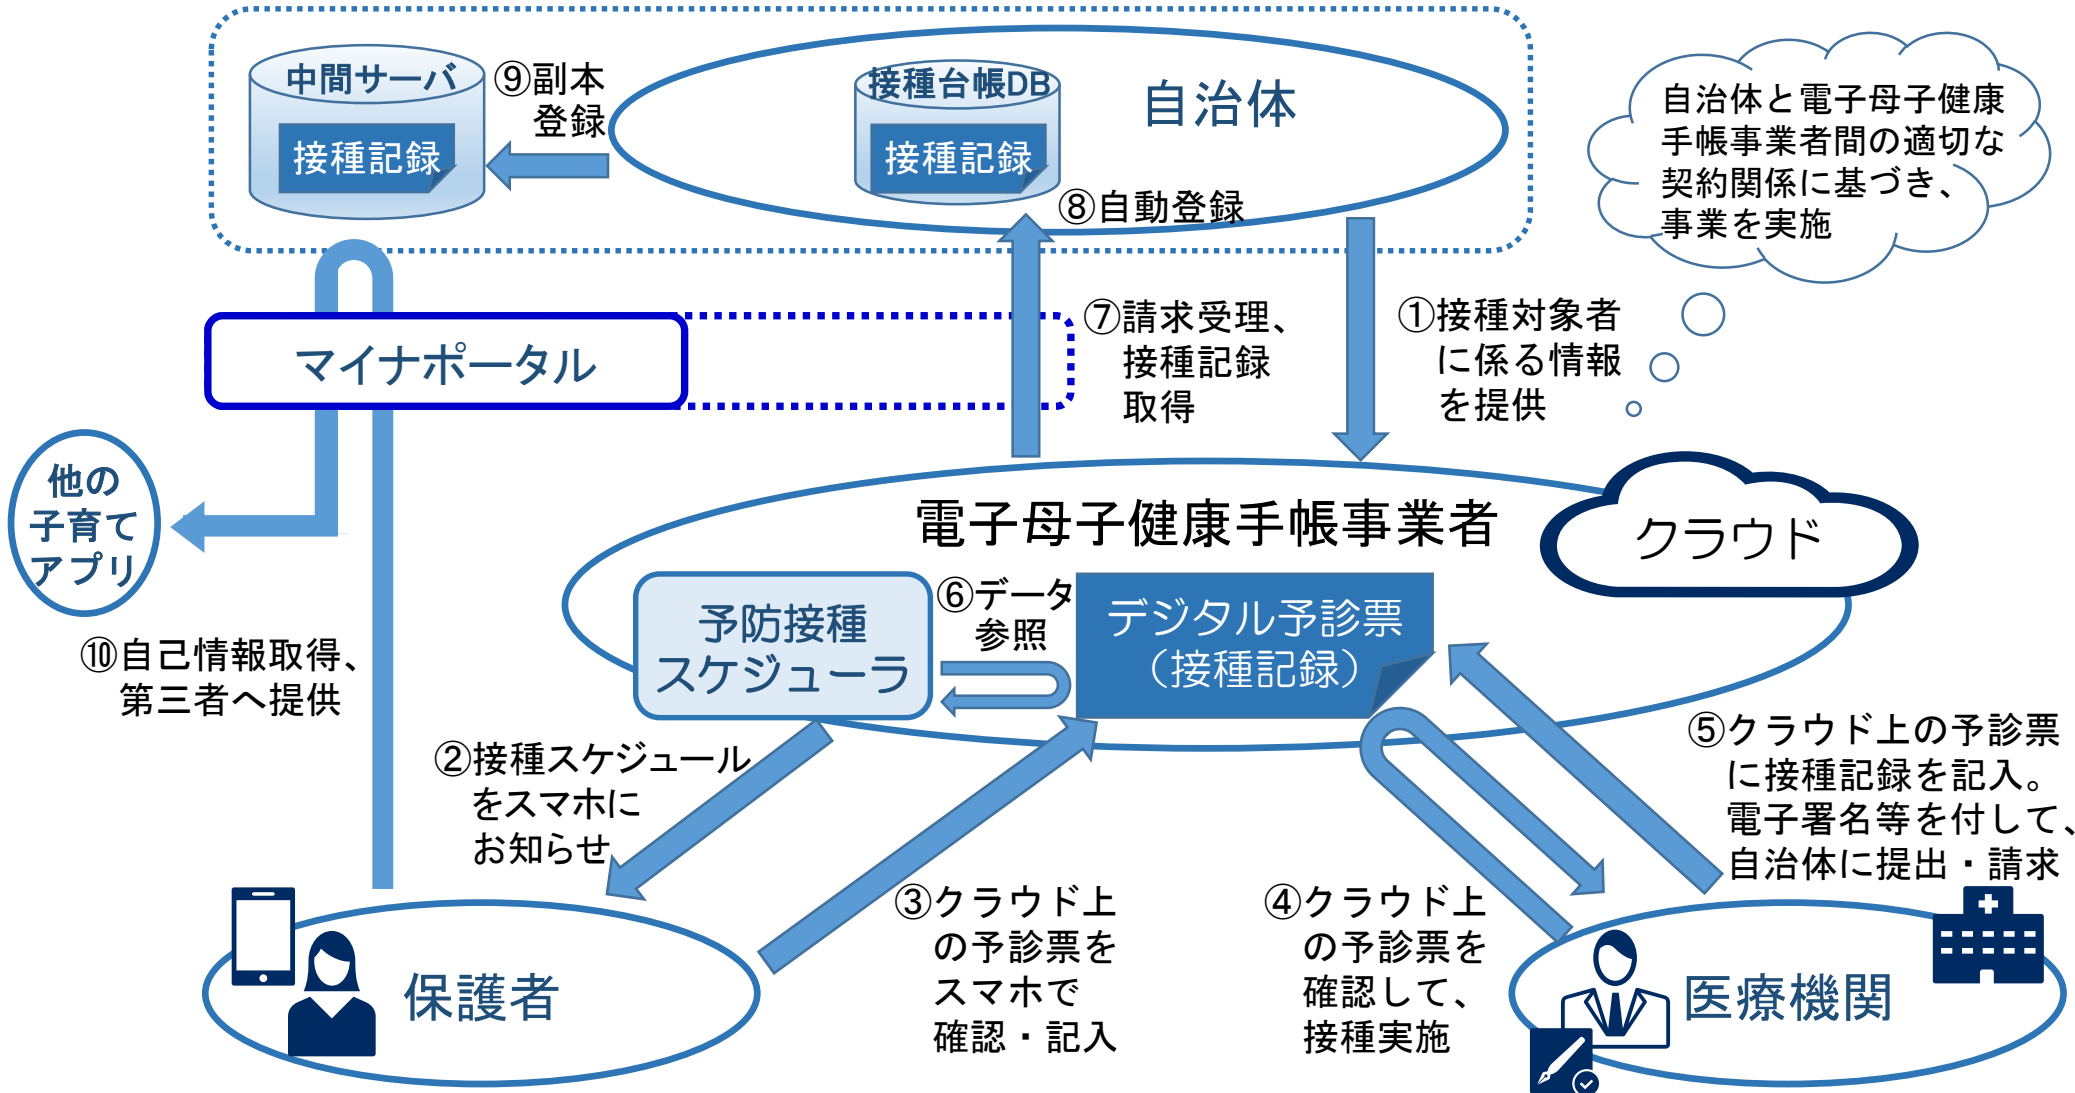 中間サーバ
接種記録
⑨副本
登録
接種台帳DB
接種記録
自治体
⑧自動登録
自治体と電子母子健康
手帳事業者間の適切な
契約関係に基づき、
事業を実施
マイナポータル
⑦請求受理、
接種記録
取得
①接種対象者
に係る情報
を提供
他の
子育て
アプリ
電子母子健康手帳事業者
クラウド
予防接種
スケジューラ
⑥データ
参照
デジタル予診票
（接種記録）
⑩自己情報取得、
第三者へ提供
②接種スケジュール
をスマホに
お知らせ
③クラウド上
の予診票を
スマホで
確認・記入
④クラウド上
の予診票を
確認して、
接種実施
⑤クラウド上の予診票
に接種記録を記入。
電子署名等を付して、
自治体に提出・請求
保護者
医療機関